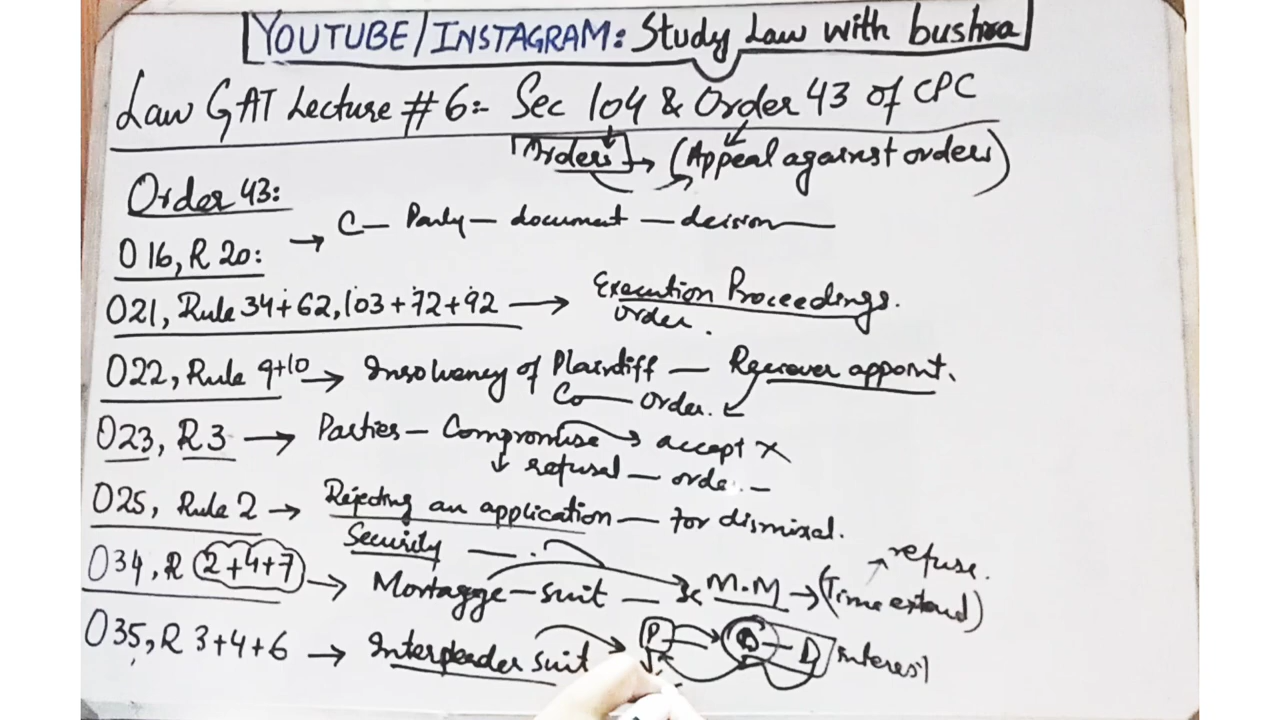 YOUTUBE/INSTAGRAM: Study Law with bushra
Law GAT Lecture # 6:- Sec 104 & Order 43 of CPC
Orders → (Appeal against orders)
Order 43:
O 16, R 20: → C — Party — document — decision
O21, Rule 34+62,103+72+92 → Execution Proceedings.
order.
O22, Rule 9+10 → Insolvency of Plaintiff — Reciever appoint.
Co — order.
O23, R3 → Parties — Compromise → accept X
↓ refusal — orde
O25, Rule 2 → Rejecting an application — for dismissal.
Security
refuse.
O34, R 2+4+7 → Mortagge — suit — M.M → (Time extend)
O35, R 3+4+6 → Interpleader suit P D D interest